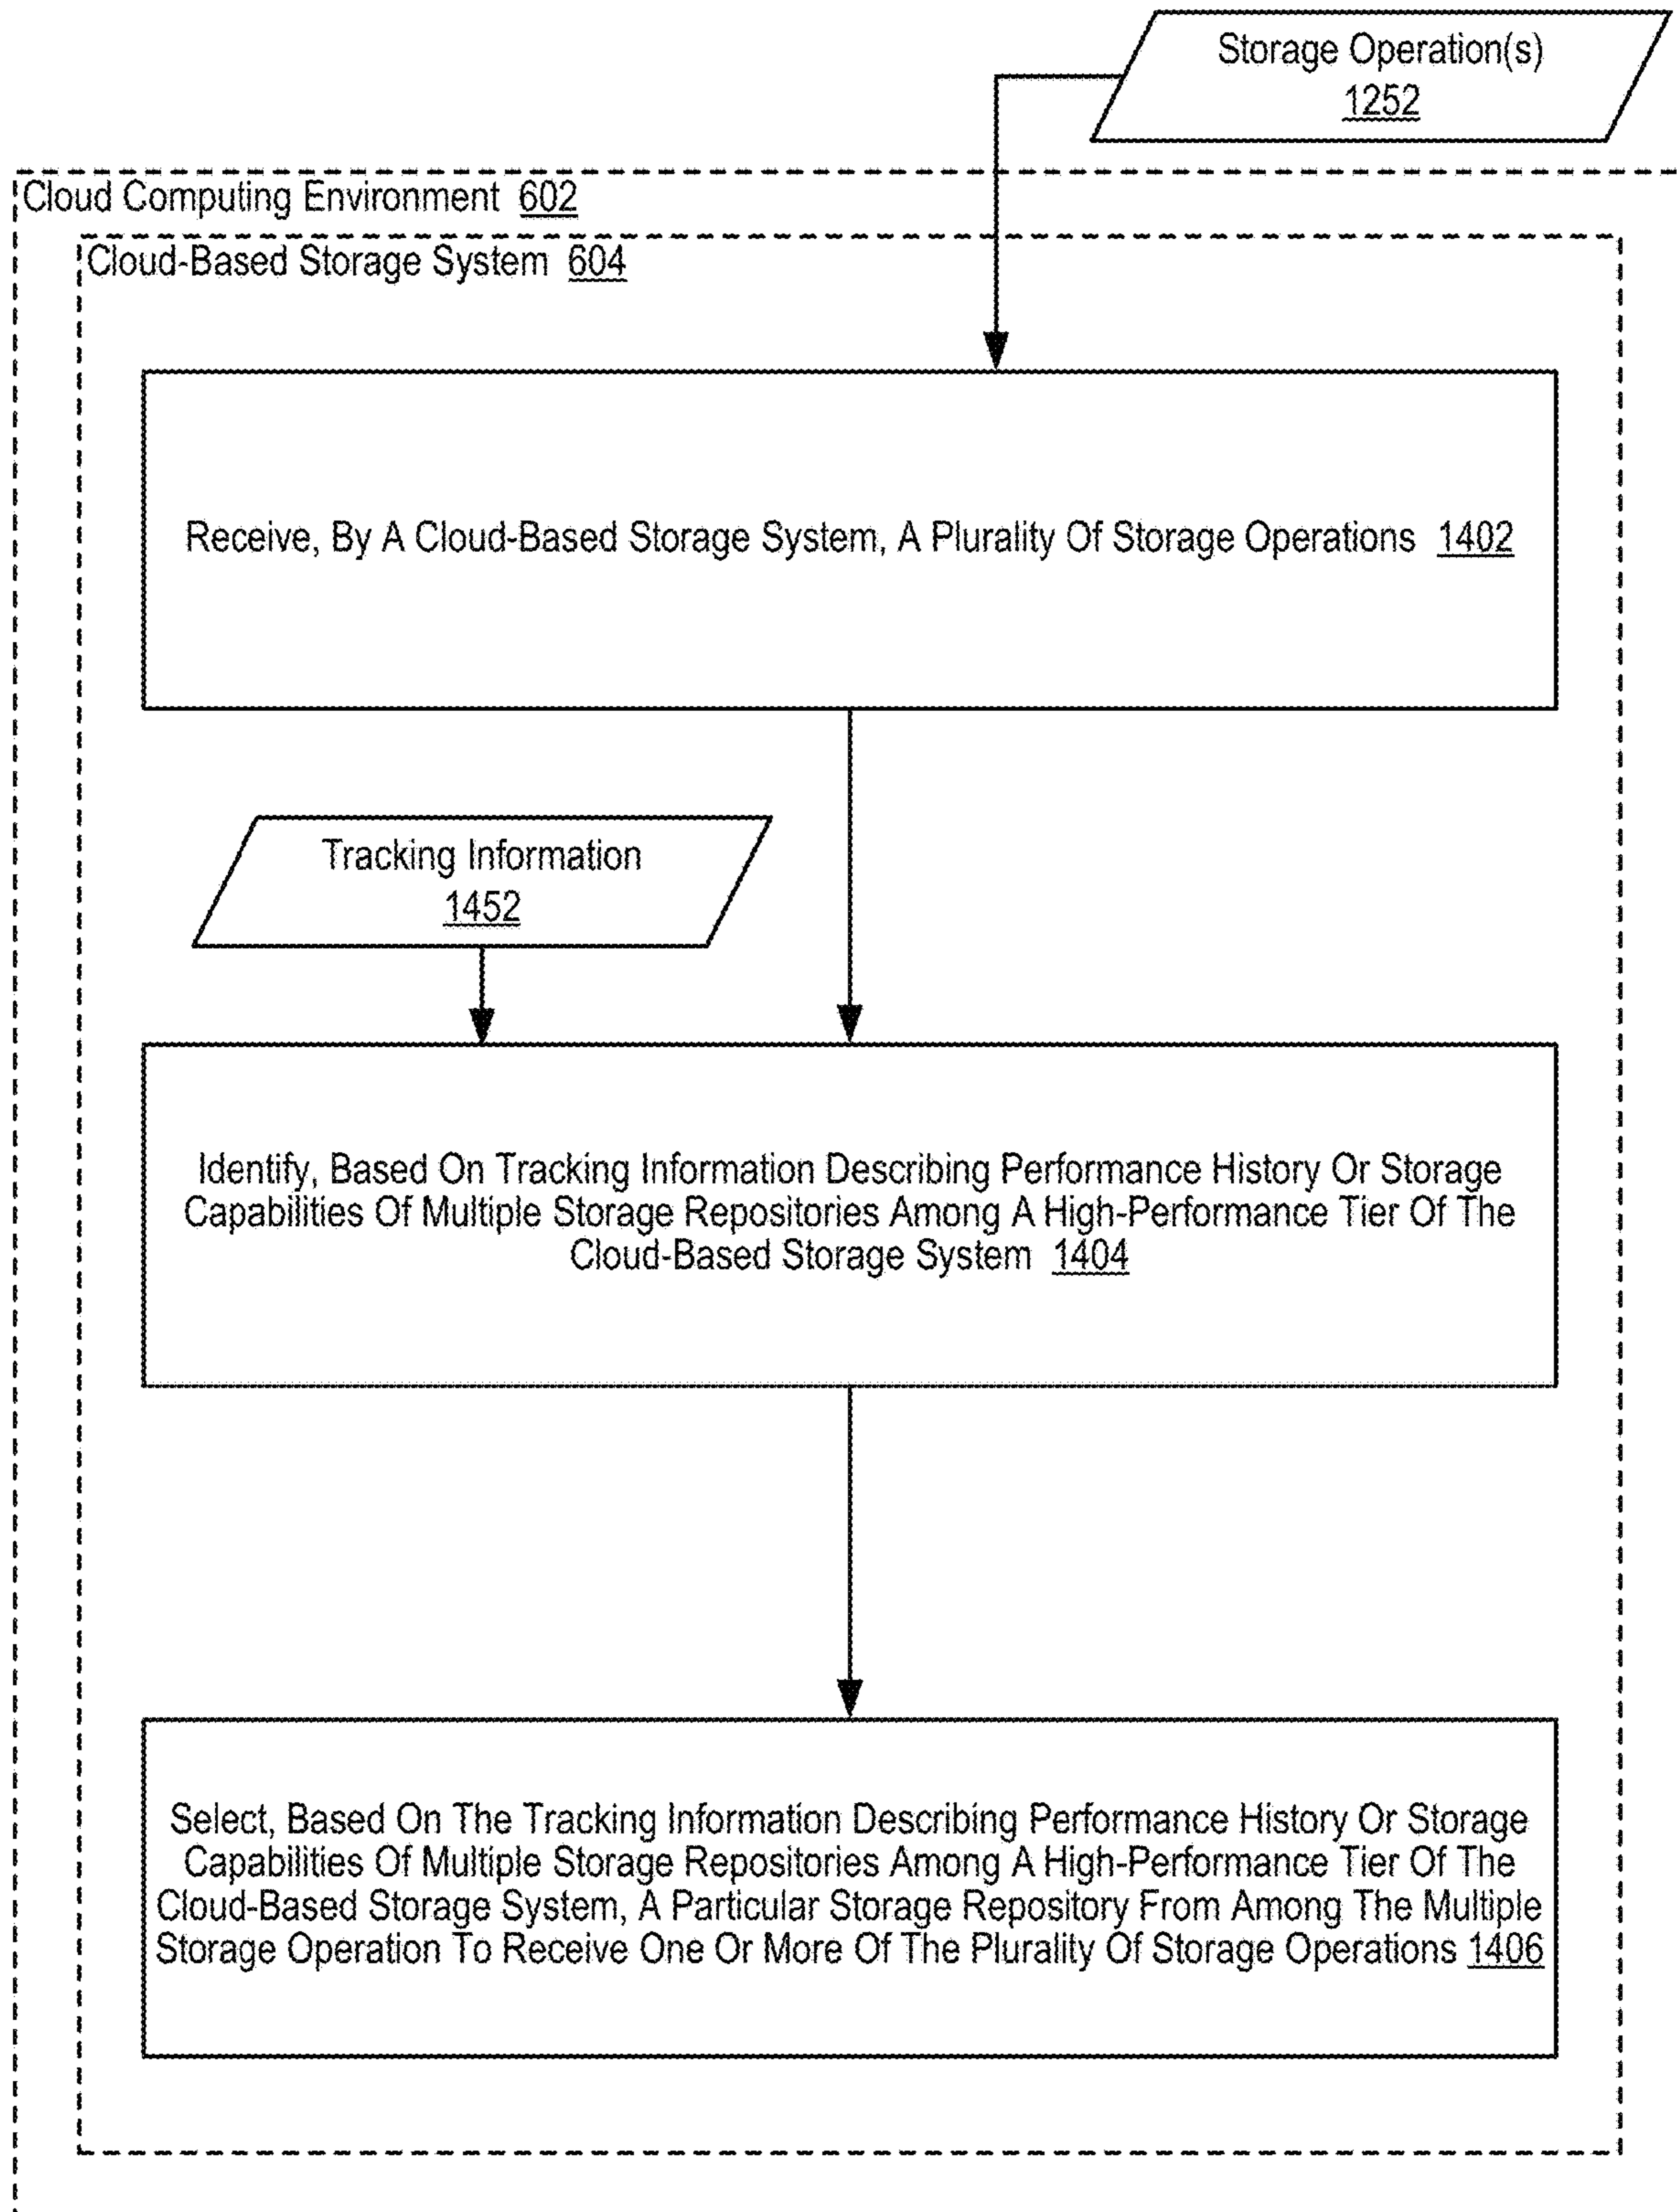 Storage Operation(s)
1252
Cloud Computing Environment 602
Cloud-Based Storage System 604
Receive, By A Cloud-Based Storage System, A Plurality Of Storage Operations 1402
Tracking Information
1452
Identify, Based On Tracking Information Describing Performance History Or Storage
Capabilities Of Multiple Storage Repositories Among A High-Performance Tier Of The
Cloud-Based Storage System 1404
Select, Based On The Tracking Information Describing Performance History Or Storage
Capabilities Of Multiple Storage Repositories Among A High-Performance Tier Of The
Cloud-Based Storage System, A Particular Storage Repository From Among The Multiple
Storage Operation To Receive One Or More Of The Plurality Of Storage Operations 1406